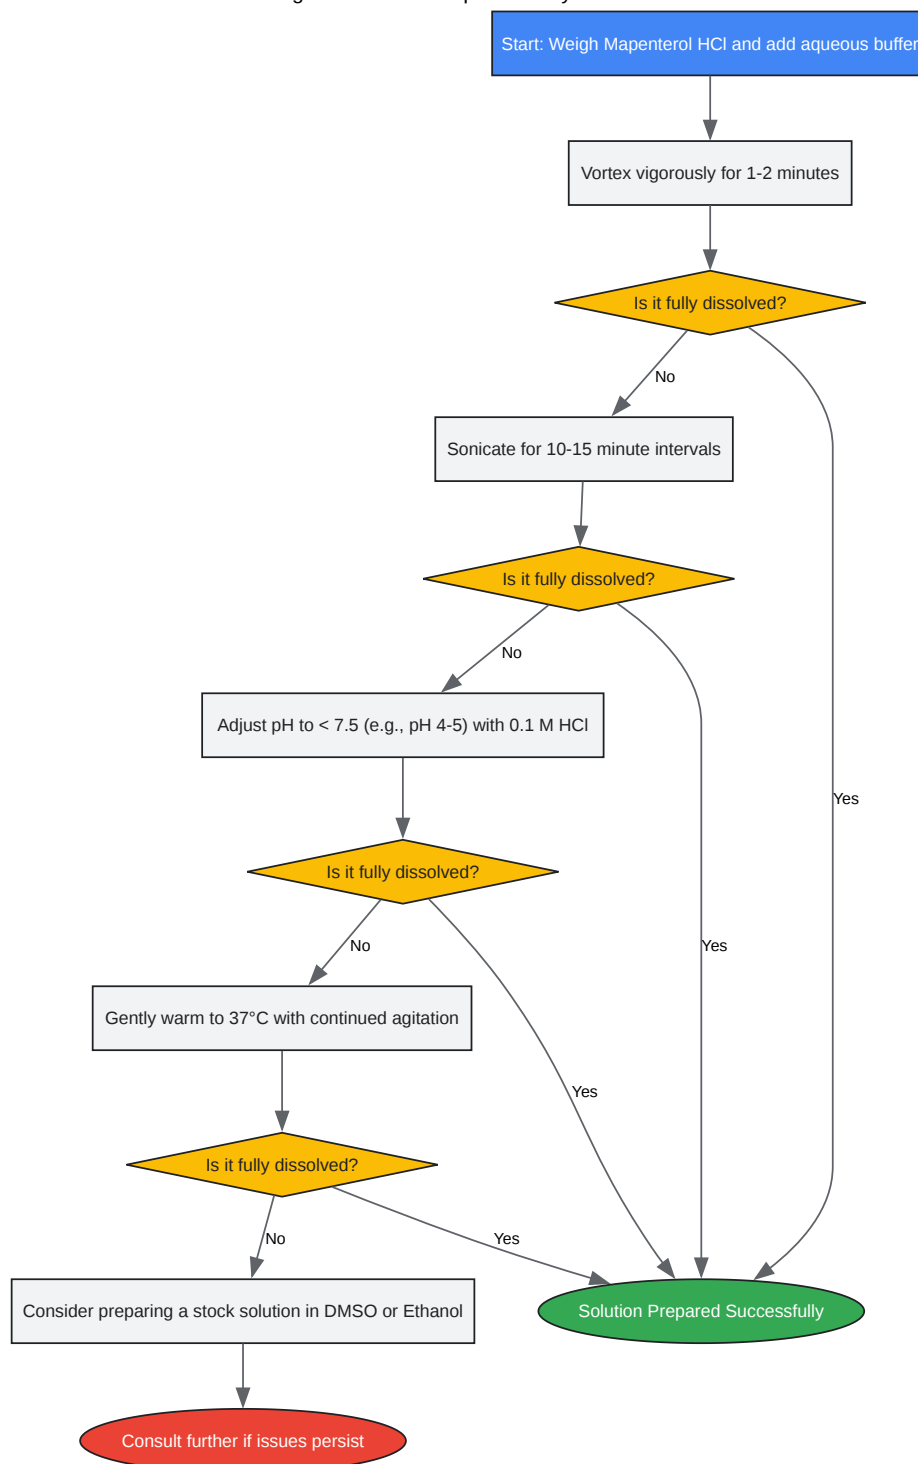 Start: Weigh Mapenterol HCl and add aqueous buffer
Vortex vigorously for 1-2 minutes
Is it fully dissolved?
No
Sonicate for 10-15 minute intervals
Is it fully dissolved?
No
Adjust pH to < 7.5 (e.g., pH 4-5) with 0.1 M HCl
Yes
Is it fully dissolved?
No
Yes
Gently warm to 37°C with continued agitation
Yes
Is it fully dissolved?
No
Yes
Consider preparing a stock solution in DMSO or Ethanol
Solution Prepared Successfully
Consult further if issues persist